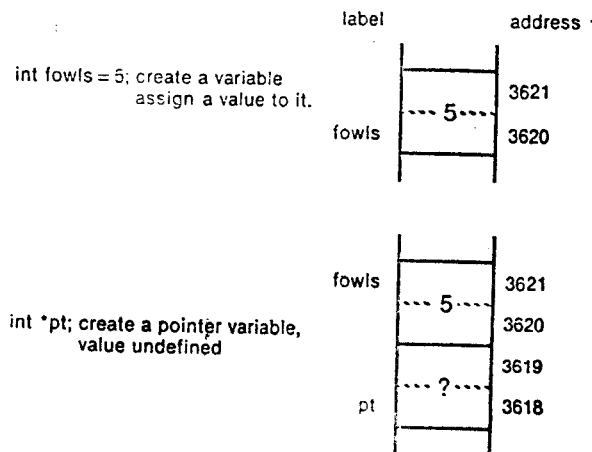 label address
int fowls = 5; create a variable
assign a value to it.
3621
5
fowls 3620
fowls 3621
5
3620
int *pt; create a pointer variable,
value undefined
3619
?
pt 3618